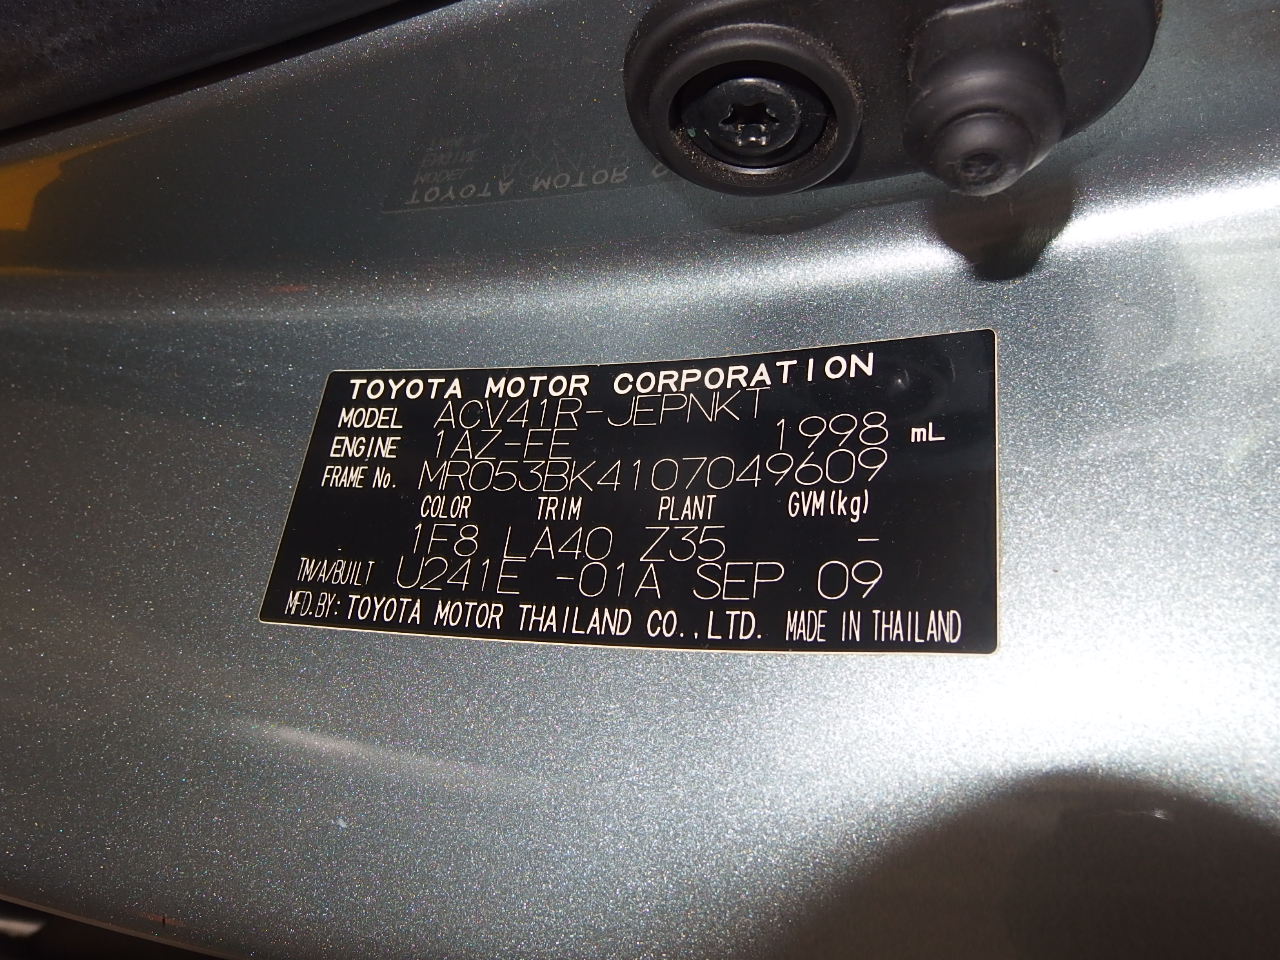 TOYOTA MOTOR CORPORATION
MODEL ACV41R-JEPNKT
ENGINE 1AZ-FE 1998 mL
FRAME No. MR053BK4107049609
COLOR TRIM PLANT GVM(kg)
1F8 LA40 Z35 -
TM/A/BUILT U241E -01A SEP 09
MFD.BY: TOYOTA MOTOR THAILAND CO.,LTD. MADE IN THAILAND